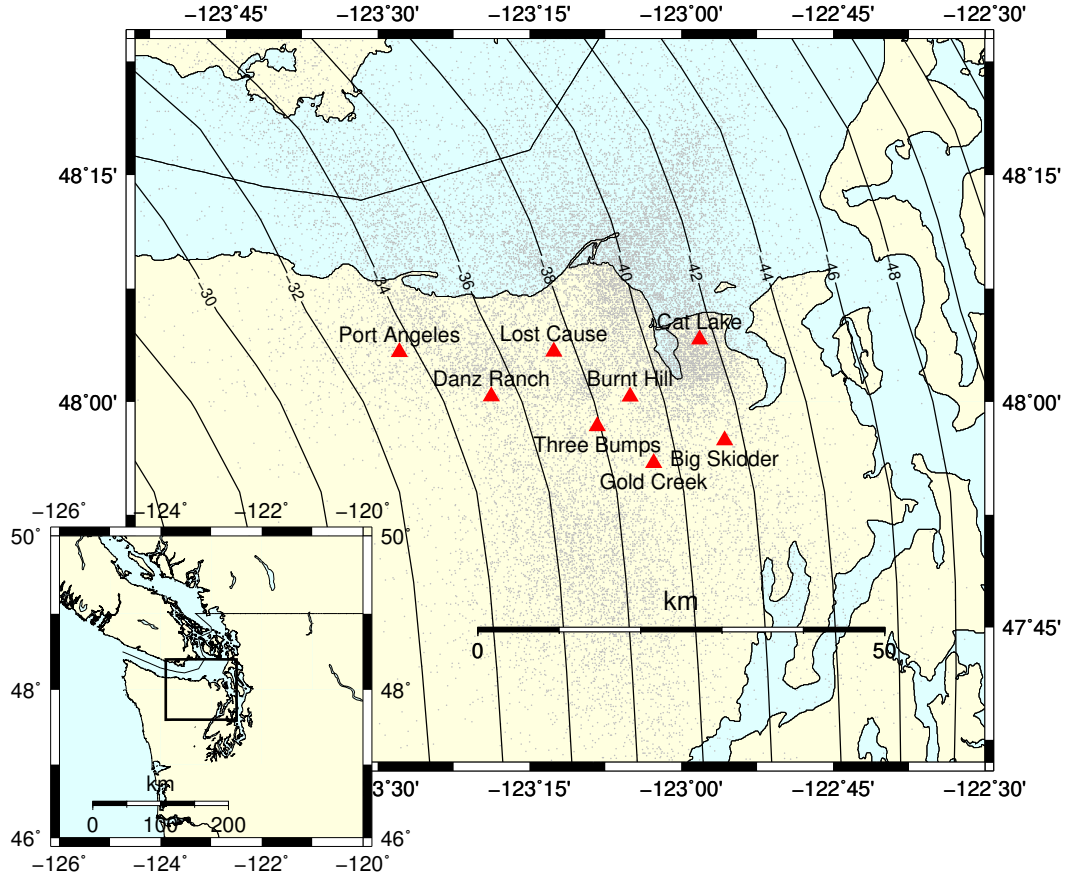 −123˚45' −123˚30' −123˚15' −123˚00' −122˚45' −122˚30'
48˚15' 48˚15'
30 32 34 36 38 40 42 44 46 48
Cat Lake
Port Angeles Lost Cause
Danz Ranch Burnt Hill
48˚00' 48˚00'
Three Bumps Big Skidder
Gold Creek
−126˚ −124˚ −122˚ −120˚
50˚ 50˚
km
47˚45'
0 50
48˚ 48˚
−123˚30' −123˚15' −123˚00' −122˚45' −122˚30'
km
0 100 200
46˚ 46˚
−126˚ −124˚ −122˚ −120˚